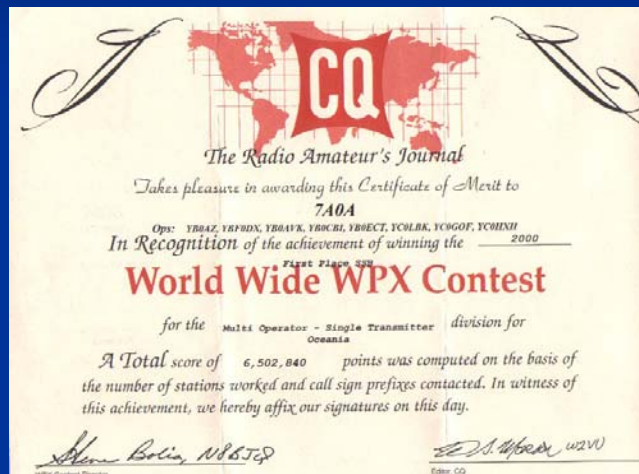 CQ
The Radio Amateur's Journal
Takes pleasure in awarding this Certificate of Merit to
7A0A
Ops: YB0AZ, YBF0DX, YB0AVK, YB0CBI, YB0ECT, YC0LBK, YC0GOF, YC0HXH
In Recognition of the achievement of winning the 2000
First Place SSB
World Wide WPX Contest
for the Multi Operator - Single Transmitter division for
Oceania
A Total score of 6,502,840 points was computed on the basis of
the number of stations worked and call sign prefixes contacted. In witness of
this achievement, we hereby affix our signatures on this day.
Steve Bolia, N8BJQ
W2VU
Editor, CQ